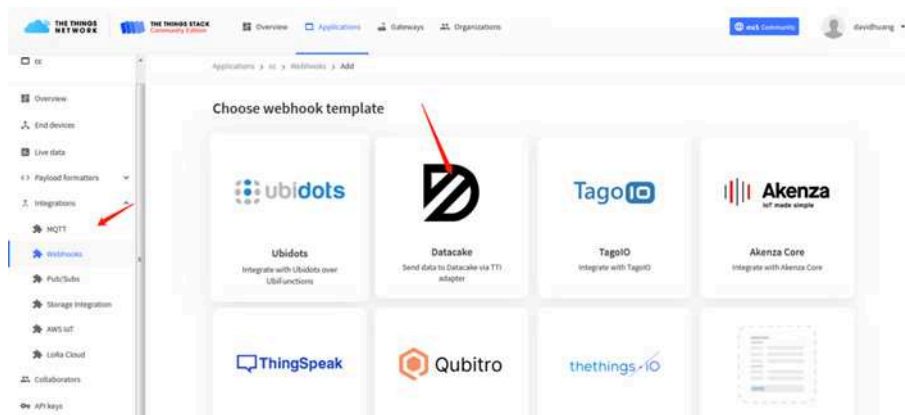 THE THINGS NETWORK
THE THINGS STACK
Community Edition
Overview
Applications
Gateways
Organizations
eu1 Community
davidhuang
cc
Applications > cc > Webhooks > Add
Overview
End devices
Live data
Payload formatters
Integrations
MQTT
Webhooks
Pub/Subs
Storage Integration
AWS IoT
LoRa Cloud
Collaborators
API keys
Choose webhook template
ubidots
Ubidots
Integrate with Ubidots over
UbiFunctions
Datacake
Send data to Datacake via TTI
adapter
TagoIO
TagoIO
Integrate with TagoIO
Akenza
IoT made simple
Akenza Core
Integrate with Akenza Core
ThingSpeak
Qubitro
thethings.iO